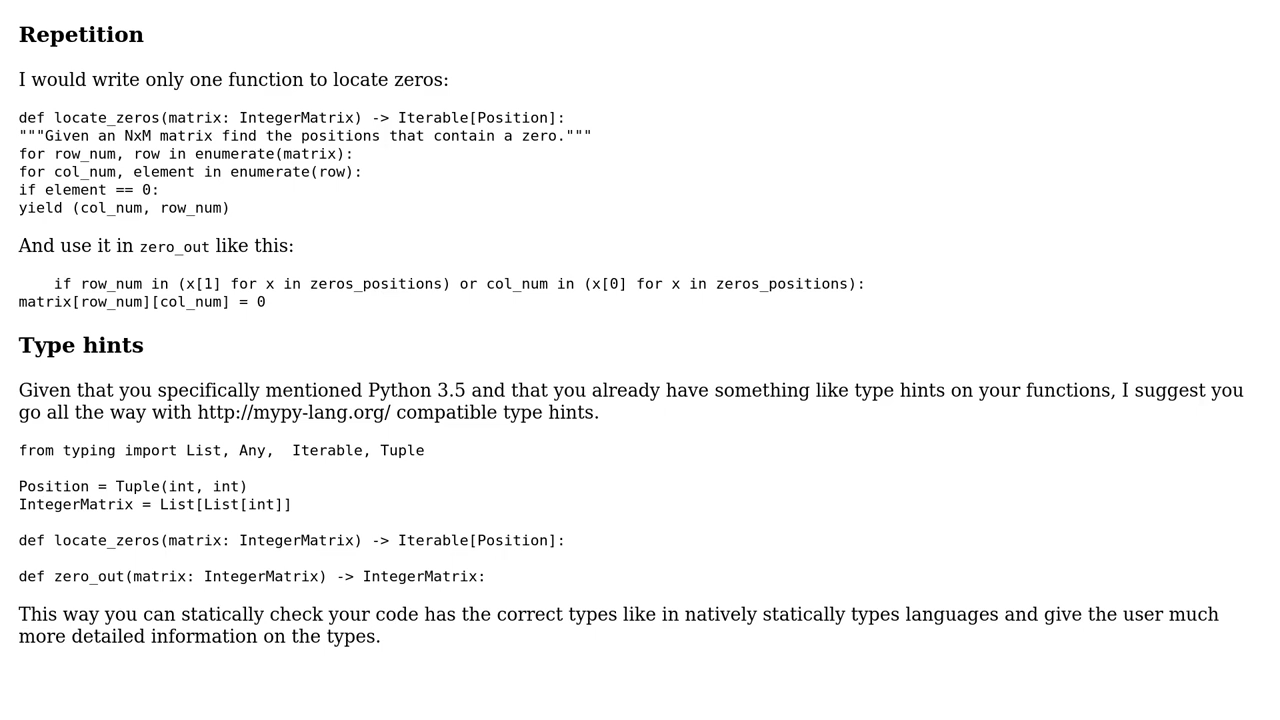 Repetition
I would write only one function to locate zeros:
def locate_zeros(matrix: IntegerMatrix) -> Iterable[Position]:
"""Given an NxM matrix find the positions that contain a zero."""
for row_num, row in enumerate(matrix):
for col_num, element in enumerate(row):
if element == 0:
yield (col_num, row_num)
And use it in zero_out like this:
    if row_num in (x[1] for x in zeros_positions) or col_num in (x[0] for x in zeros_positions):
matrix[row_num][col_num] = 0
Type hints
Given that you specifically mentioned Python 3.5 and that you already have something like type hints on your functions, I suggest you
go all the way with http://mypy-lang.org/ compatible type hints.
from typing import List, Any,  Iterable, Tuple
Position = Tuple(int, int)
IntegerMatrix = List[List[int]]
def locate_zeros(matrix: IntegerMatrix) -> Iterable[Position]:
def zero_out(matrix: IntegerMatrix) -> IntegerMatrix:
This way you can statically check your code has the correct types like in natively statically types languages and give the user much
more detailed information on the types.